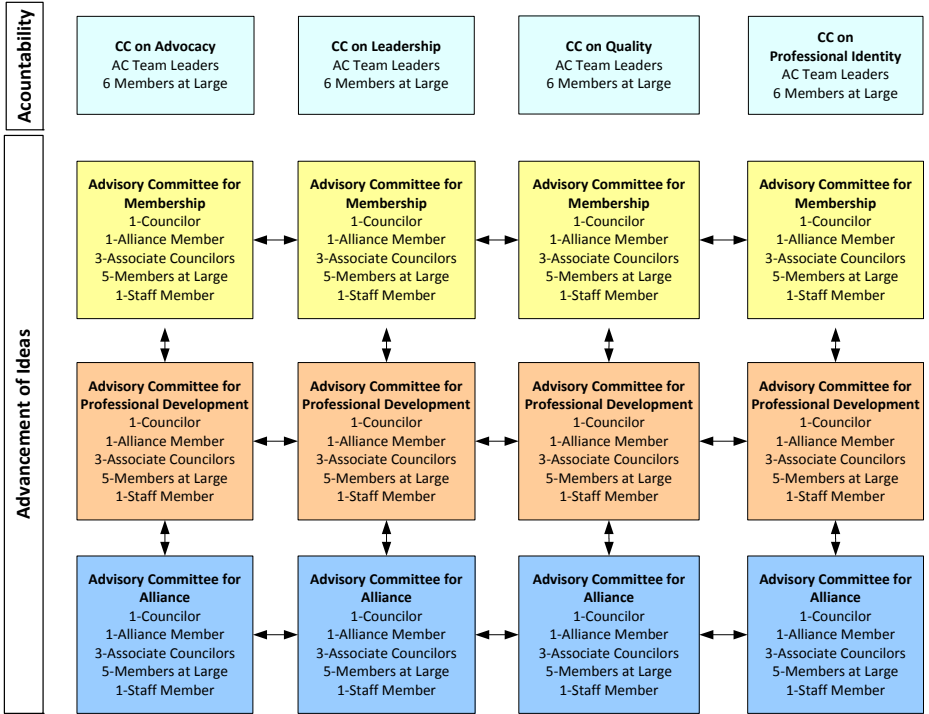 Acountability
CC on Advocacy
AC Team Leaders
6 Members at Large
CC on Leadership
AC Team Leaders
6 Members at Large
CC on Quality
AC Team Leaders
6 Members at Large
CC on
Professional Identity
AC Team Leaders
6 Members at Large
Advancement of Ideas
Advisory Committee for
Membership
1-Councilor
1-Alliance Member
3-Associate Councilors
5-Members at Large
1-Staff Member
Advisory Committee for
Membership
1-Councilor
1-Alliance Member
3-Associate Councilors
5-Members at Large
1-Staff Member
Advisory Committee for
Membership
1-Councilor
1-Alliance Member
3-Associate Councilors
5-Members at Large
1-Staff Member
Advisory Committee for
Membership
1-Councilor
1-Alliance Member
3-Associate Councilors
5-Members at Large
1-Staff Member
Advisory Committee for
Professional Development
1-Councilor
1-Alliance Member
3-Associate Councilors
5-Members at Large
1-Staff Member
Advisory Committee for
Professional Development
1-Councilor
1-Alliance Member
3-Associate Councilors
5-Members at Large
1-Staff Member
Advisory Committee for
Professional Development
1-Councilor
1-Alliance Member
3-Associate Councilors
5-Members at Large
1-Staff Member
Advisory Committee for
Professional Development
1-Councilor
1-Alliance Member
3-Associate Councilors
5-Members at Large
1-Staff Member
Advisory Committee for
Alliance
1-Councilor
1-Alliance Member
3-Associate Councilors
5-Members at Large
1-Staff Member
Advisory Committee for
Alliance
1-Councilor
1-Alliance Member
3-Associate Councilors
5-Members at Large
1-Staff Member
Advisory Committee for
Alliance
1-Councilor
1-Alliance Member
3-Associate Councilors
5-Members at Large
1-Staff Member
Advisory Committee for
Alliance
1-Councilor
1-Alliance Member
3-Associate Councilors
5-Members at Large
1-Staff Member